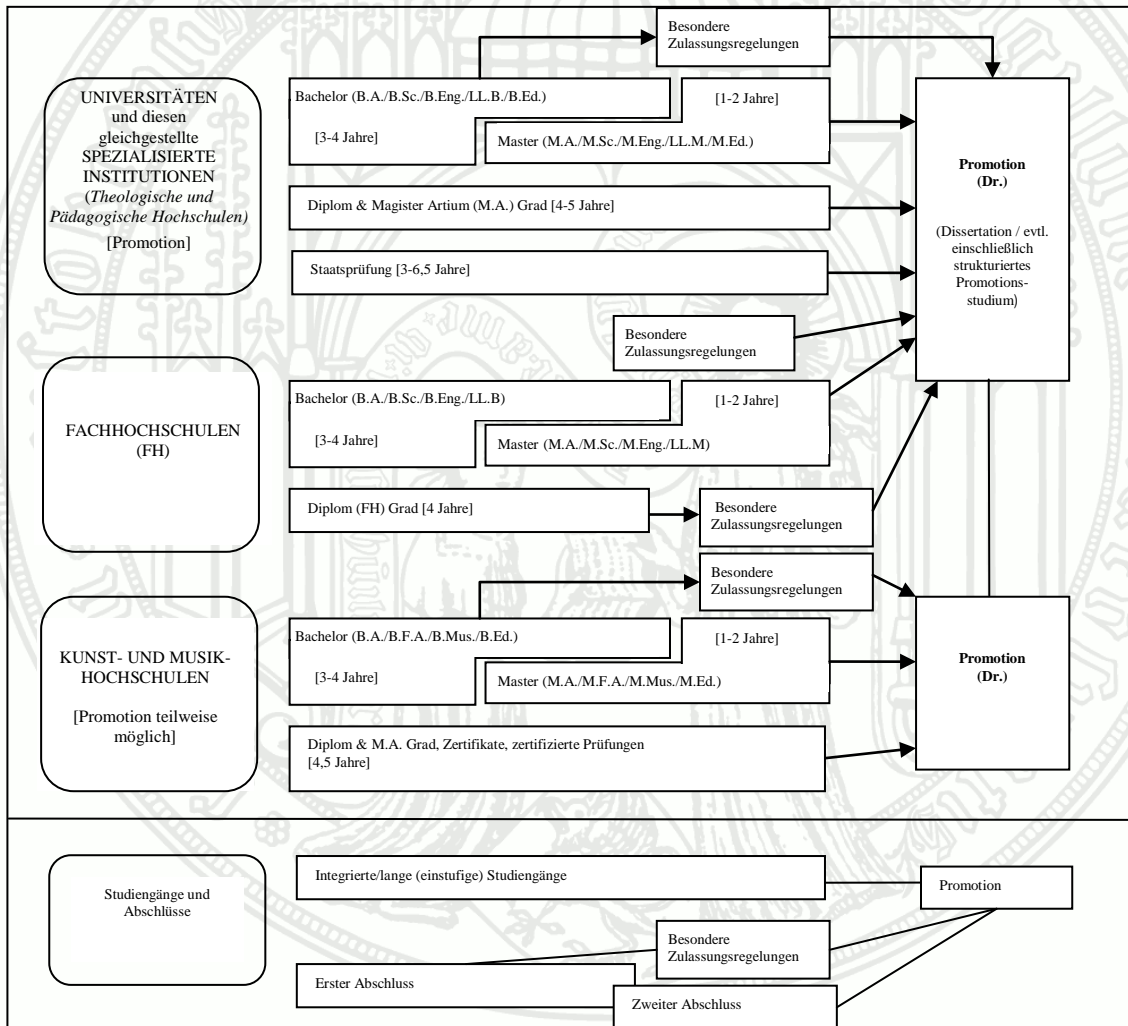 Besondere
Zulassungsregelungen
UNIVERSITÄTEN
und diesen
gleichgestellte
SPEZIALISIERTE
INSTITUTIONEN
(Theologische und
Pädagogische Hochschulen)
[Promotion]
Bachelor (B.A./B.Sc./B.Eng./LL.B./B.Ed.)
[3-4 Jahre]
[1-2 Jahre]
Master (M.A./M.Sc./M.Eng./LL.M./M.Ed.)
Diplom & Magister Artium (M.A.) Grad [4-5 Jahre]
Staatsprüfung [3-6,5 Jahre]
Promotion
(Dr.)
(Dissertation / evtl.
einschließlich
strukturiertes
Promotions-
studium)
Besondere
Zulassungsregelungen
FACHHOCHSCHULEN
(FH)
Bachelor (B.A./B.Sc./B.Eng./LL.B)
[3-4 Jahre]
[1-2 Jahre]
Master (M.A./M.Sc./M.Eng./LL.M)
Diplom (FH) Grad [4 Jahre]
Besondere
Zulassungsregelungen
Besondere
Zulassungsregelungen
KUNST- UND MUSIK-
HOCHSCHULEN
[Promotion teilweise
möglich]
Bachelor (B.A./B.F.A./B.Mus./B.Ed.)
[3-4 Jahre]
[1-2 Jahre]
Master (M.A./M.F.A./M.Mus./M.Ed.)
Diplom & M.A. Grad, Zertifikate, zertifizierte Prüfungen
[4,5 Jahre]
Promotion
(Dr.)
Studiengänge und
Abschlüsse
Integrierte/lange (einstufige) Studiengänge
Promotion
Besondere
Zulassungsregelungen
Erster Abschluss
Zweiter Abschluss